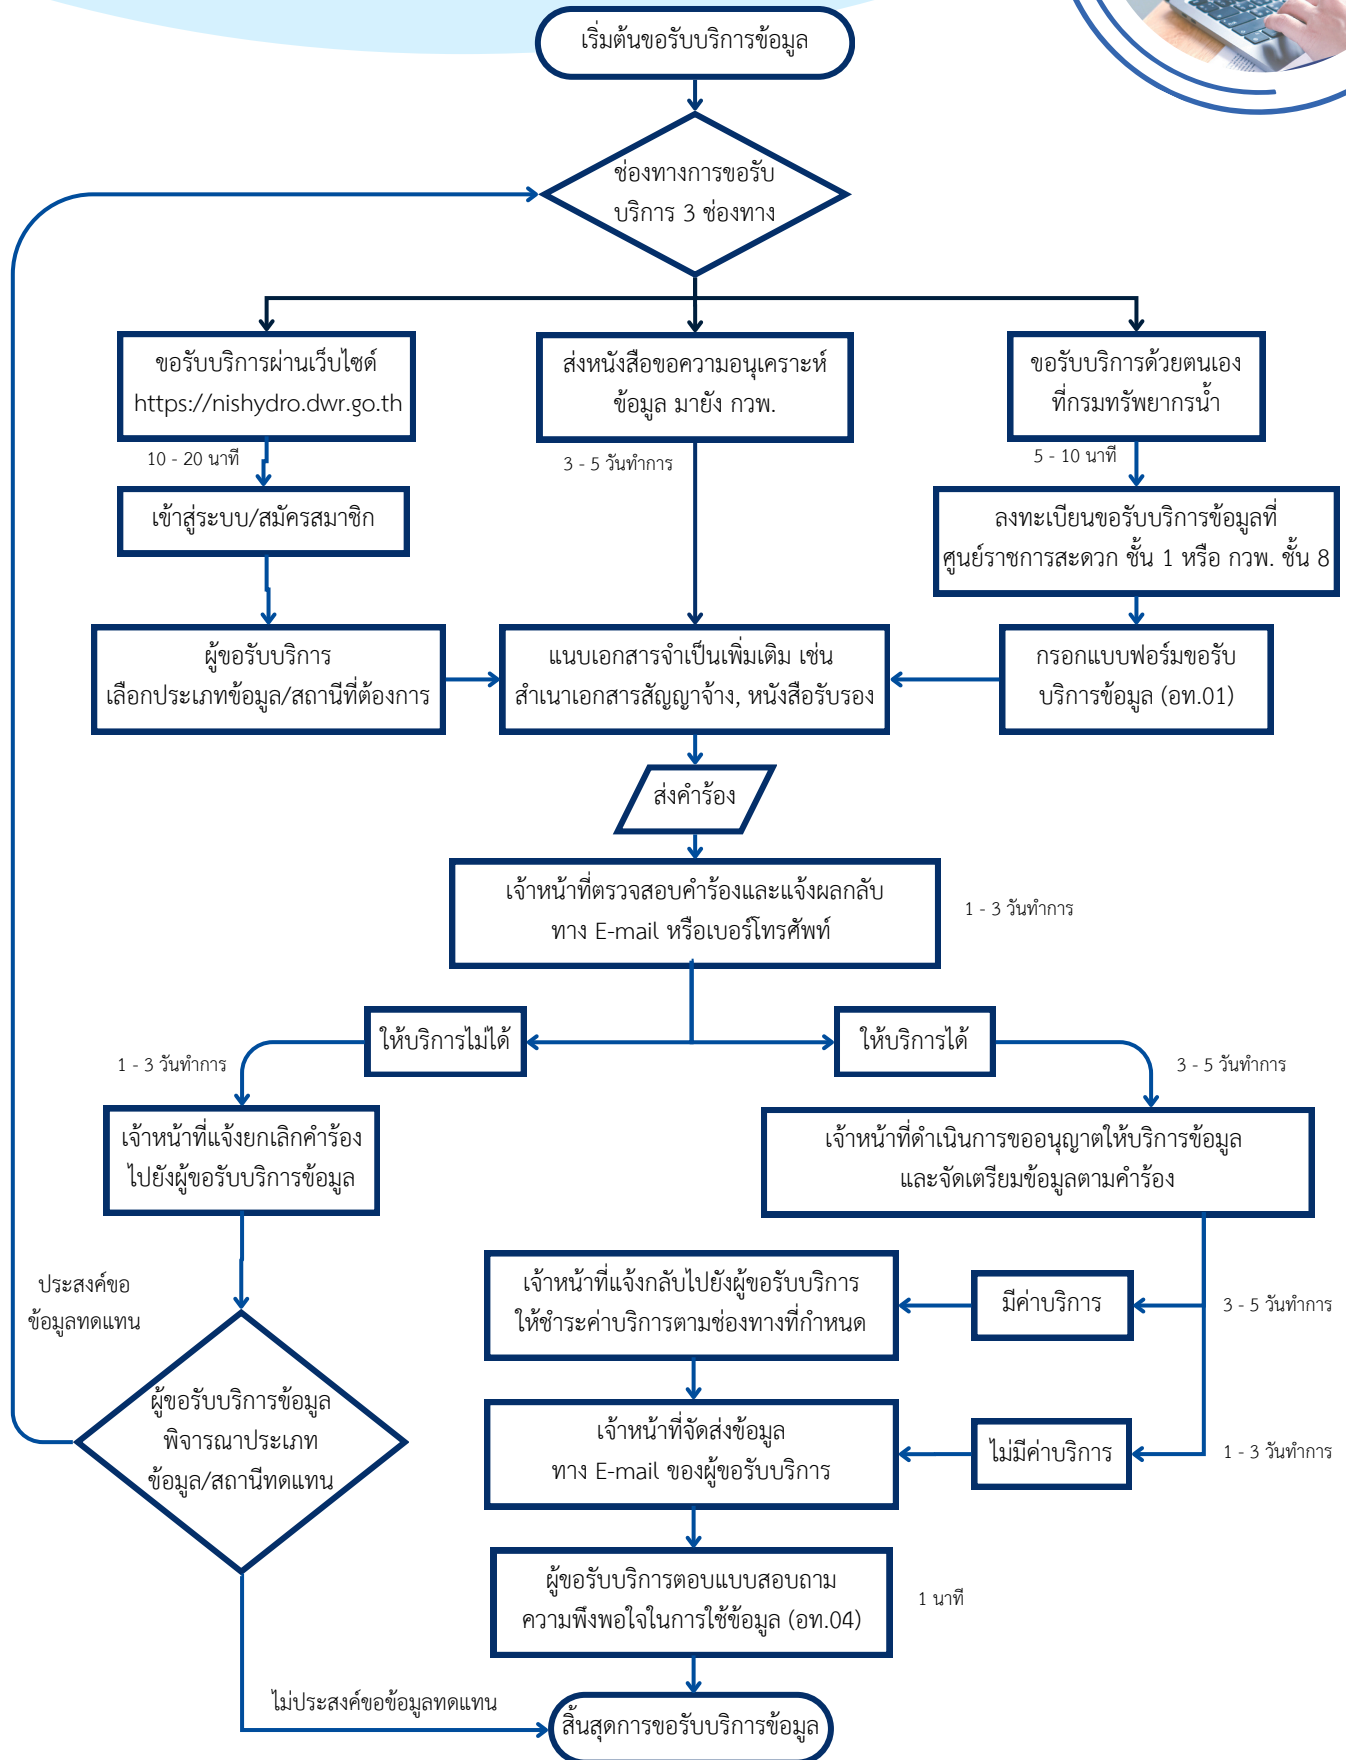 เริ่มต้นขอรับบริการข้อมูล
ช่องทางการขอรับ
บริการ 3 ช่องทาง
ขอรับบริการผ่านเว็บไซต์
https://nishydro.dwr.go.th
ส่งหนังสือขอความอนุเคราะห์
ข้อมูล มายัง กวพ.
ขอรับบริการด้วยตนเอง
ที่กรมทรัพยากรน้ำ
10 - 20 นาที
3 - 5 วันทำการ
5 - 10 นาที
เข้าสู่ระบบ/สมัครสมาชิก
ลงทะเบียนขอรับบริการข้อมูลที่
ศูนย์ราชการสะดวก ชั้น 1 หรือ กวพ. ชั้น 8
ผู้ขอรับบริการ
เลือกประเภทข้อมูล/สถานีที่ต้องการ
แนบเอกสารจำเป็นเพิ่มเติม เช่น
สำเนาเอกสารสัญญาจ้าง, หนังสือรับรอง
กรอกแบบฟอร์มขอรับ
บริการข้อมูล (อท.01)
ส่งคำร้อง
เจ้าหน้าที่ตรวจสอบคำร้องและแจ้งผลกลับ
ทาง E-mail หรือเบอร์โทรศัพท์
1 - 3 วันทำการ
ให้บริการไม่ได้
ให้บริการได้
1 - 3 วันทำการ
3 - 5 วันทำการ
เจ้าหน้าที่แจ้งยกเลิกคำร้อง
ไปยังผู้ขอรับบริการข้อมูล
เจ้าหน้าที่ดำเนินการขออนุญาตให้บริการข้อมูล
และจัดเตรียมข้อมูลตามคำร้อง
ประสงค์ขอ
ข้อมูลทดแทน
เจ้าหน้าที่แจ้งกลับไปยังผู้ขอรับบริการ
ให้ชำระค่าบริการตามช่องทางที่กำหนด
มีค่าบริการ
3 - 5 วันทำการ
ผู้ขอรับบริการข้อมูล
พิจารณาประเภท
ข้อมูล/สถานีทดแทน
เจ้าหน้าที่จัดส่งข้อมูล
ทาง E-mail ของผู้ขอรับบริการ
ไม่มีค่าบริการ
1 - 3 วันทำการ
ผู้ขอรับบริการตอบแบบสอบถาม
ความพึงพอใจในการใช้ข้อมูล (อท.04)
1 นาที
ไม่ประสงค์ขอข้อมูลทดแทน
สิ้นสุดการขอรับบริการข้อมูล